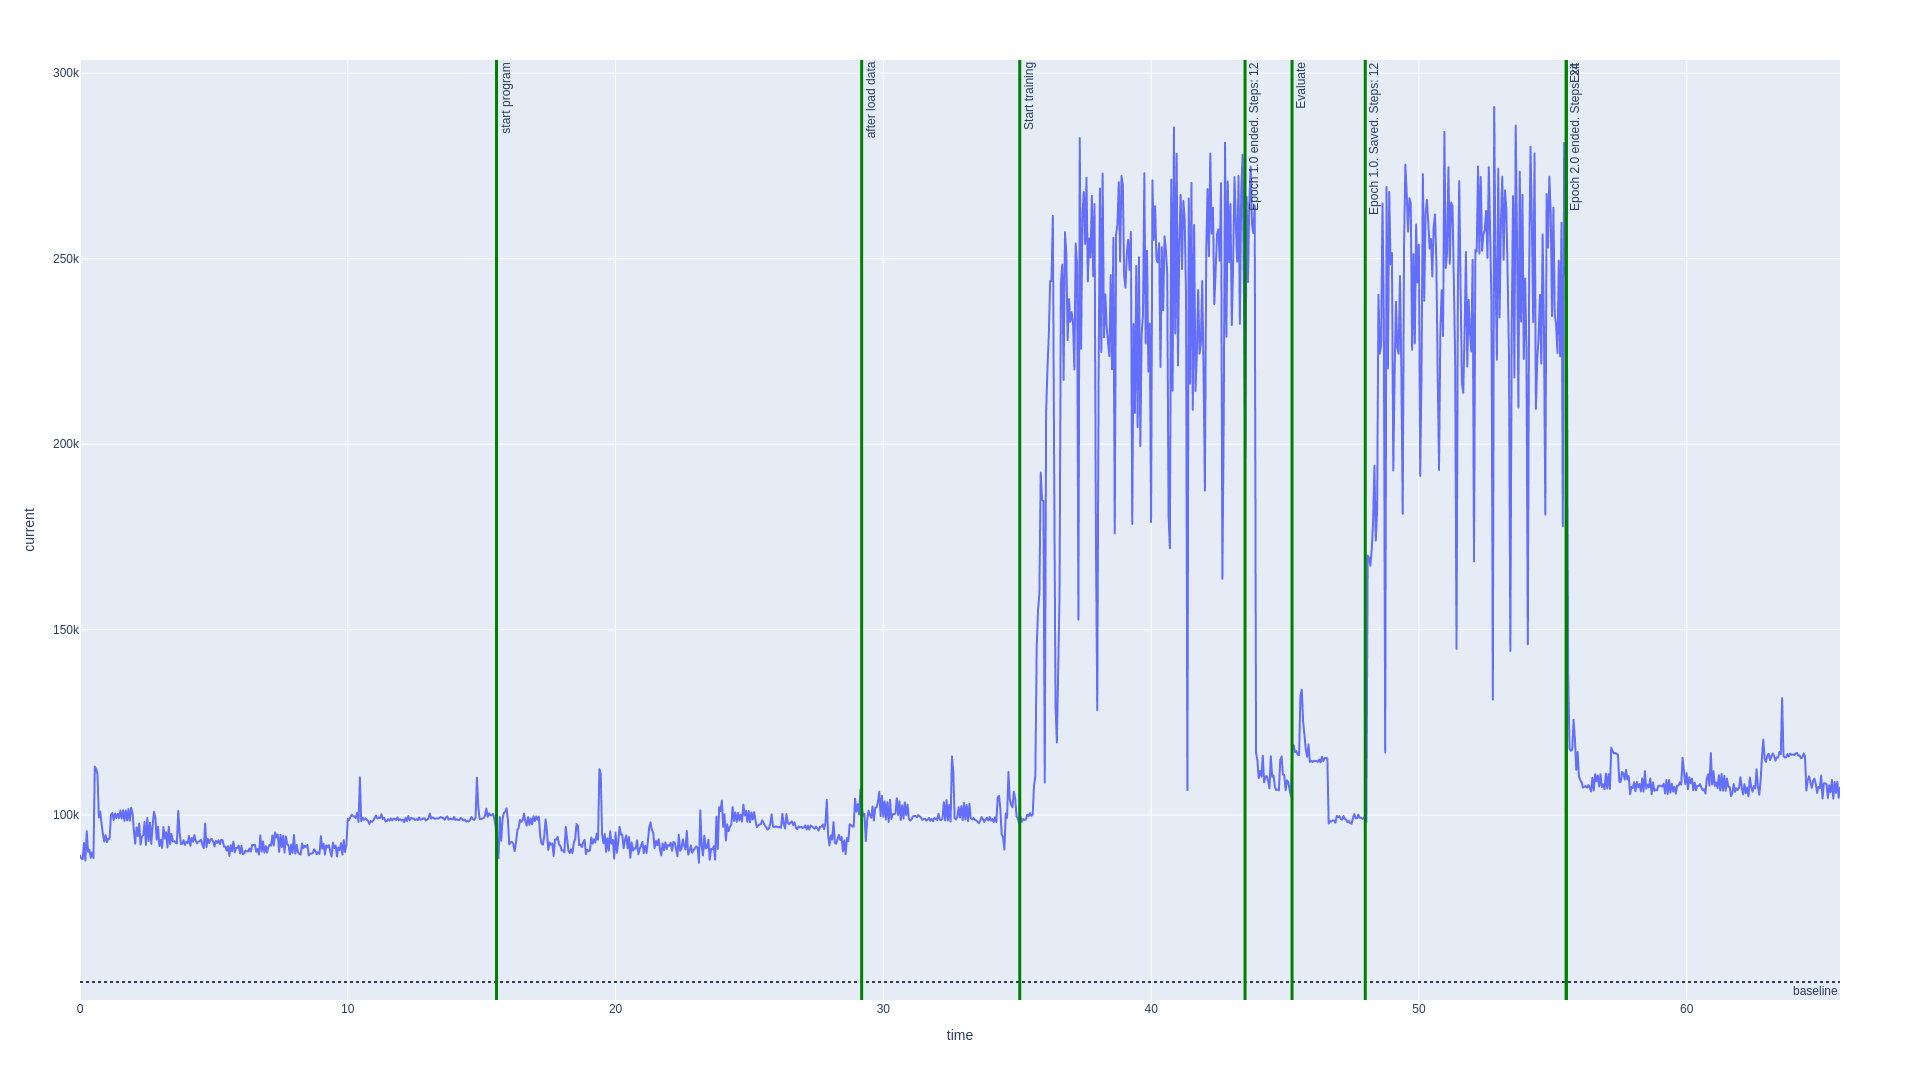 300k
250k
200k
150k
100k
current
start program
after load data
Start training
Epoch 1.0 ended. Steps: 12
Evaluate
Epoch 1.0. Saved. Steps: 12
Epoch 2.0 ended. Steps: 24
baseline
0
10
20
30
40
50
60
time